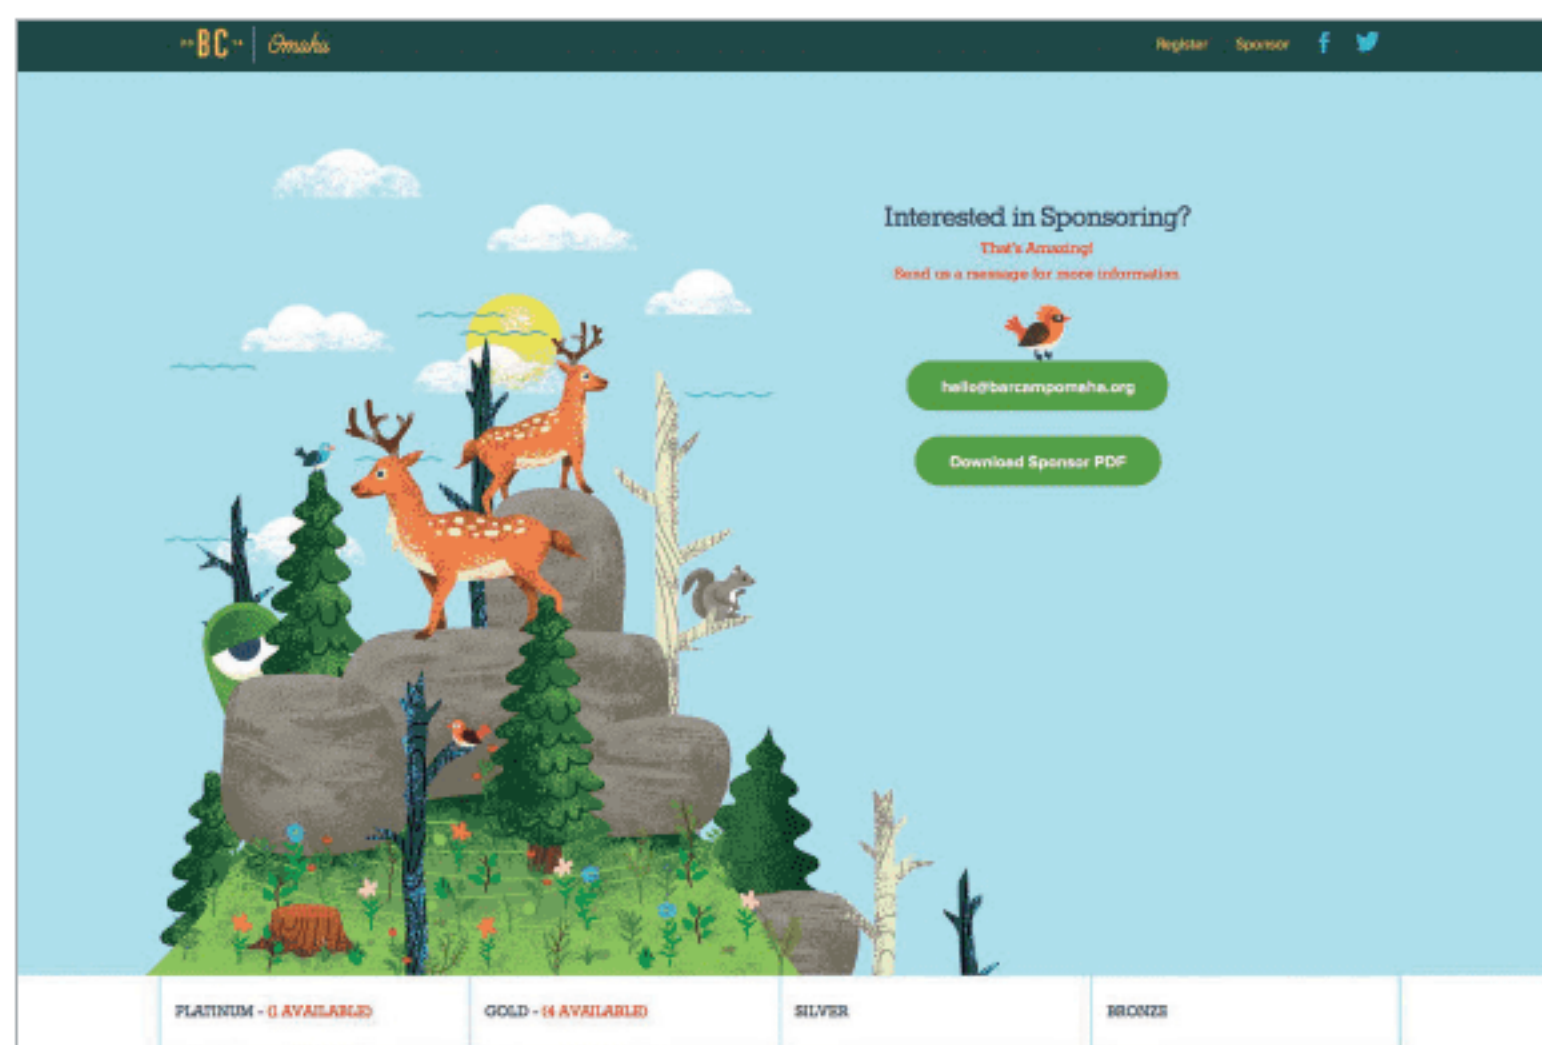 BC Omaha
Register Sponsor
Interested in Sponsoring?
That's Amazing!
Send us a message for more information
hello@barcampomaha.org
Download Sponsor PDF
PLATINUM - (1 AVAILABLE)
GOLD - (4 AVAILABLE)
SILVER
BRONZE